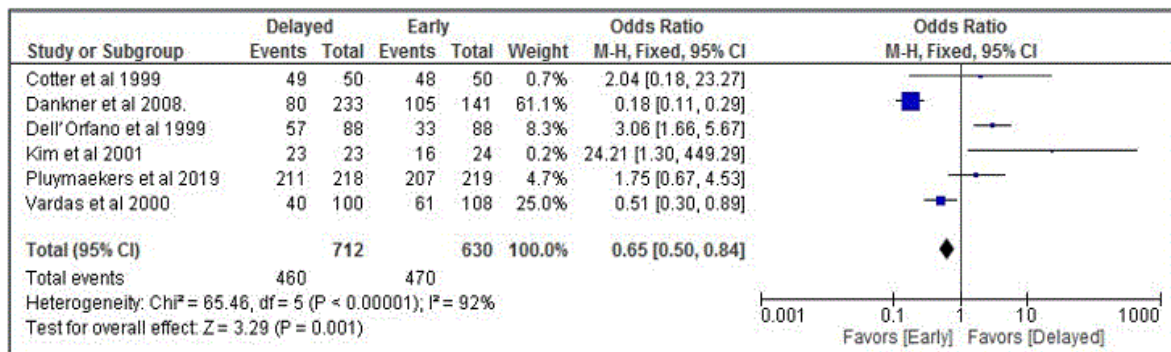 Delayed Early Odds Ratio Odds Ratio
Study or Subgroup Events Total Events Total Weight M-H, Fixed, 95% CI M-H, Fixed, 95% CI
Cotter et al 1999 49 50 48 50 0.7% 2.04 [0.18, 23.27]
Dankner et al 2008. 80 233 105 141 61.1% 0.18 [0.11, 0.29]
Dell'Orfano et al 1999 57 88 33 88 8.3% 3.06 [1.66, 5.67]
Kim et al 2001 23 23 16 24 0.2% 24.21 [1.30, 449.29]
Pluymaekers et al 2019 211 218 207 219 4.7% 1.75 [0.67, 4.53]
Vardas et al 2000 40 100 61 108 25.0% 0.51 [0.30, 0.89]
Total (95% CI) 712 630 100.0% 0.65 [0.50, 0.84]
Total events 460 470
Heterogeneity: Chi² = 65.46, df = 5 (P < 0.00001); I² = 92%
Test for overall effect: Z = 3.29 (P = 0.001)
0.001 0.1 1 10 1000
Favors [Early] Favors [Delayed]